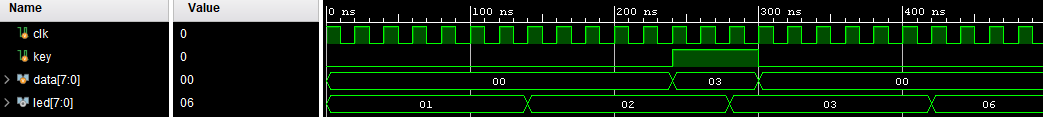 Name Value 0 ns 100 ns 200 ns 300 ns 400 ns
clk 0
key 0
data[7:0] 00 00 03 00
led[7:0] 06 01 02 03 06